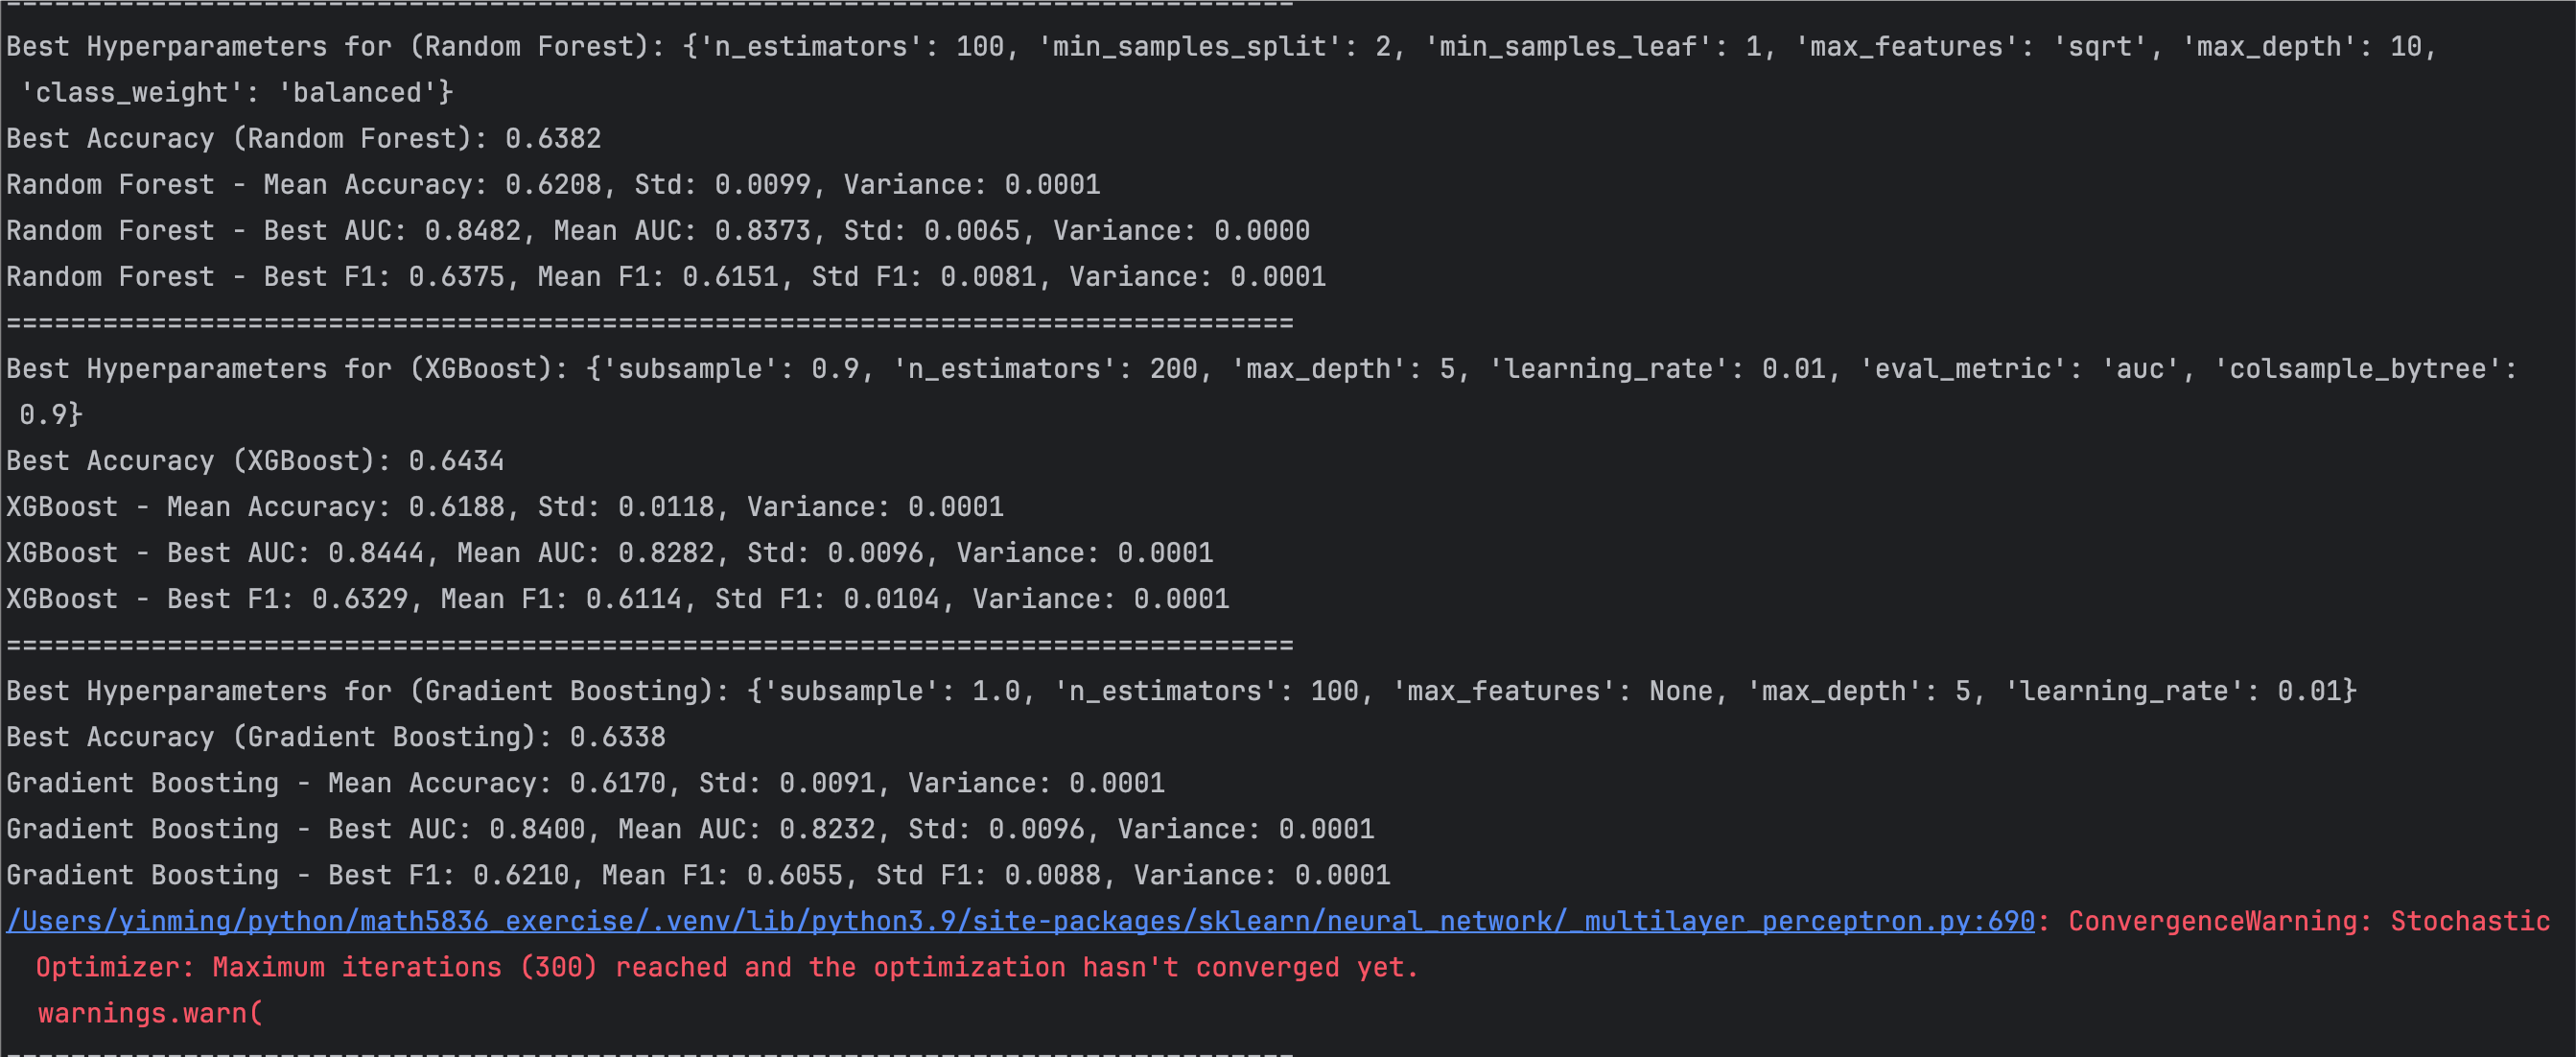 ================================================================================
Best Hyperparameters for (Random Forest): {'n_estimators': 100, 'min_samples_split': 2, 'min_samples_leaf': 1, 'max_features': 'sqrt', 'max_depth': 10,
'class_weight': 'balanced'}
Best Accuracy (Random Forest): 0.6382
Random Forest - Mean Accuracy: 0.6208, Std: 0.0099, Variance: 0.0001
Random Forest - Best AUC: 0.8482, Mean AUC: 0.8373, Std: 0.0065, Variance: 0.0000
Random Forest - Best F1: 0.6375, Mean F1: 0.6151, Std F1: 0.0081, Variance: 0.0001
================================================================================
Best Hyperparameters for (XGBoost): {'subsample': 0.9, 'n_estimators': 200, 'max_depth': 5, 'learning_rate': 0.01, 'eval_metric': 'auc', 'colsample_bytree':
0.9}
Best Accuracy (XGBoost): 0.6434
XGBoost - Mean Accuracy: 0.6188, Std: 0.0118, Variance: 0.0001
XGBoost - Best AUC: 0.8444, Mean AUC: 0.8282, Std: 0.0096, Variance: 0.0001
XGBoost - Best F1: 0.6329, Mean F1: 0.6114, Std F1: 0.0104, Variance: 0.0001
================================================================================
Best Hyperparameters for (Gradient Boosting): {'subsample': 1.0, 'n_estimators': 100, 'max_features': None, 'max_depth': 5, 'learning_rate': 0.01}
Best Accuracy (Gradient Boosting): 0.6338
Gradient Boosting - Mean Accuracy: 0.6170, Std: 0.0091, Variance: 0.0001
Gradient Boosting - Best AUC: 0.8400, Mean AUC: 0.8232, Std: 0.0096, Variance: 0.0001
Gradient Boosting - Best F1: 0.6210, Mean F1: 0.6055, Std F1: 0.0088, Variance: 0.0001
/Users/yinming/python/math5836_exercise/.venv/lib/python3.9/site-packages/sklearn/neural_network/_multilayer_perceptron.py:690: ConvergenceWarning: Stochastic
Optimizer: Maximum iterations (300) reached and the optimization hasn't converged yet.
warnings.warn(
================================================================================